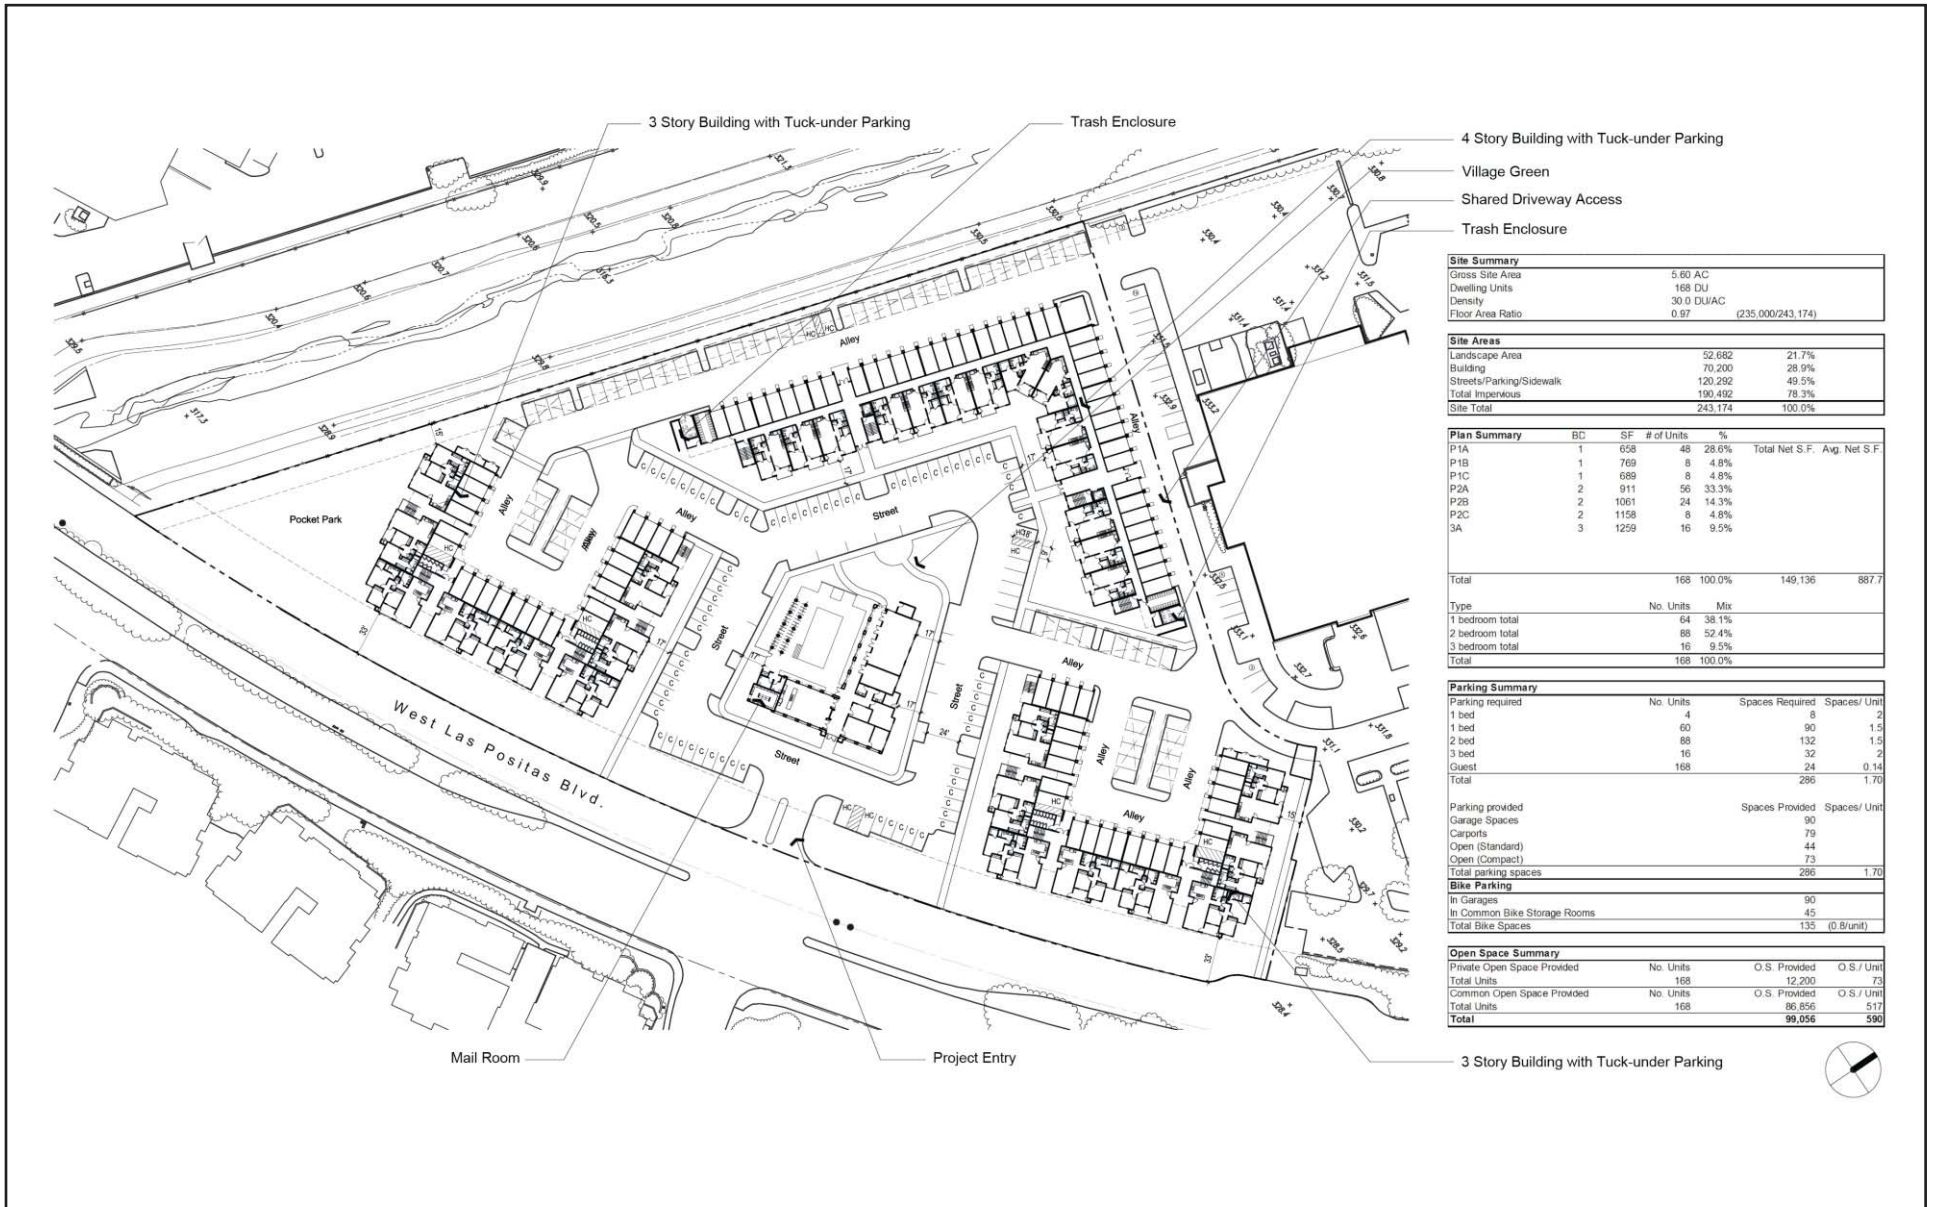 3 Story Building with Tuck-under Parking
Trash Enclosure
4 Story Building with Tuck-under Parking
Village Green
Shared Driveway Access
Trash Enclosure
Pocket Park
Alley
Alley
Alley
Alley
Alley
Street
Street
Street
Street
Alley
Alley
Alley
Alley
West Las Positas Blvd.
Mail Room
Project Entry
3 Story Building with Tuck-under Parking
Site Summary
Gross Site Area 5.60 AC
Dwelling Units 168 DU
Density 30.0 DU/AC
Floor Area Ratio 0.97 (235,000/243,174)
Site Areas
Landscape Area 52,682 21.7%
Building 70,200 28.9%
Streets/Parking/Sidewalk 120,292 49.5%
Total Impervious 190,492 78.3%
Site Total 243,174 100.0%
Plan Summary BD SF # of Units % Total Net S.F. Avg. Net S.F.
P1A 1 658 48 28.6%
P1B 1 769 8 4.8%
P1C 1 689 8 4.8%
P2A 2 911 56 33.3%
P2B 2 1061 24 14.3%
P2C 2 1158 8 4.8%
3A 3 1259 16 9.5%
Total 168 100.0% 149,136 887.7
Type No. Units Mix
1 bedroom total 64 38.1%
2 bedroom total 88 52.4%
3 bedroom total 16 9.5%
Total 168 100.0%
Parking Summary
Parking required No. Units Spaces Required Spaces/ Unit
1 bed 4 8 2
1 bed 60 90 1.5
2 bed 88 132 1.5
3 bed 16 32 2
Guest 168 24 0.14
Total 286 1.70
Parking provided Spaces Provided Spaces/ Unit
Garage Spaces 90
Carports 79
Open (Standard) 44
Open (Compact) 73
Total parking spaces 286 1.70
Bike Parking
In Garages 90
In Common Bike Storage Rooms 45
Total Bike Spaces 135 (0.8/unit)
Open Space Summary
Private Open Space Provided No. Units O.S. Provided O.S./ Unit
Total Units 168 12,200 73
Common Open Space Provided No. Units O.S. Provided O.S./ Unit
Total Units 168 86,856 517
Total 99,056 590